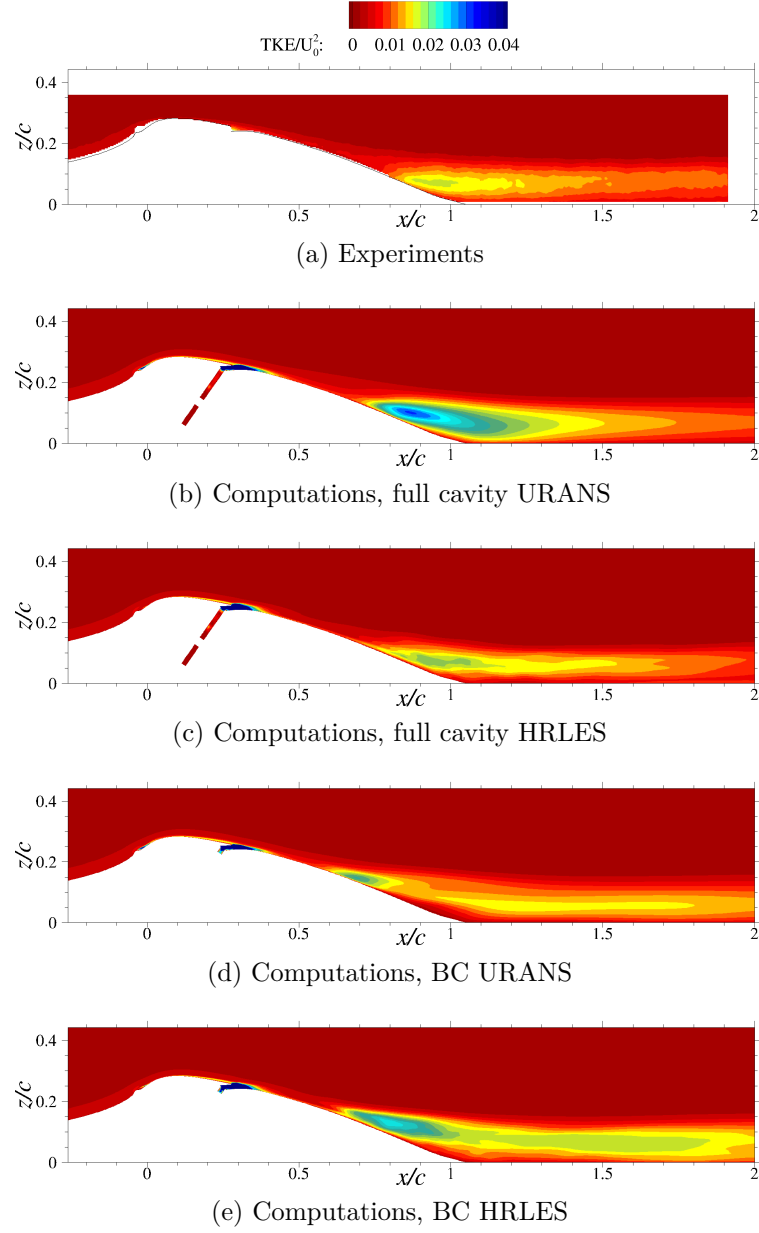 TKE/U₀²: 0 0.01 0.02 0.03 0.04
z/c
0.4
0.2
0
0 0.5 1 1.5 2
x/c
(a) Experiments
z/c
0.4
0.2
0
0 0.5 1 1.5 2
x/c
(b) Computations, full cavity URANS
z/c
0.4
0.2
0
0 0.5 1 1.5 2
x/c
(c) Computations, full cavity HRLES
z/c
0.4
0.2
0
0 0.5 1 1.5 2
x/c
(d) Computations, BC URANS
z/c
0.4
0.2
0
0 0.5 1 1.5 2
x/c
(e) Computations, BC HRLES